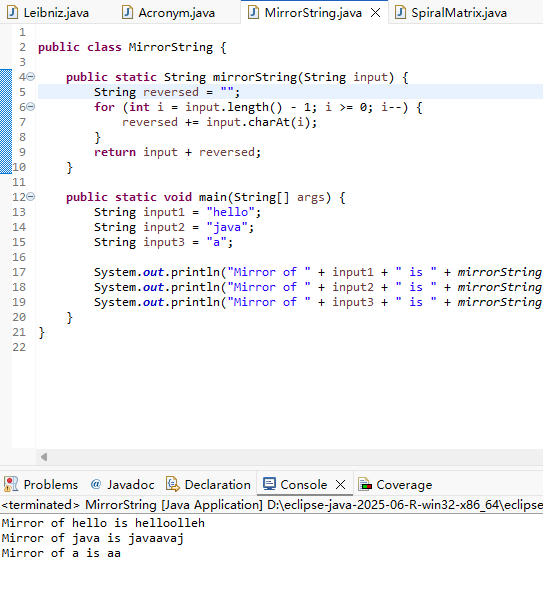 Leibniz.java Acronym.java MirrorString.java SpiralMatrix.java
1
2 public class MirrorString {
3
4 public static String mirrorString(String input) {
5 String reversed = "";
6 for (int i = input.length() - 1; i >= 0; i--) {
7 reversed += input.charAt(i);
8 }
9 return input + reversed;
10 }
11
12 public static void main(String[] args) {
13 String input1 = "hello";
14 String input2 = "java";
15 String input3 = "a";
16
17 System.out.println("Mirror of " + input1 + " is " + mirrorString
18 System.out.println("Mirror of " + input2 + " is " + mirrorString
19 System.out.println("Mirror of " + input3 + " is " + mirrorString
20 }
21 }
22
Problems @ Javadoc Declaration Console Coverage
<terminated> MirrorString [Java Application] D:\eclipse-java-2025-06-R-win32-x86_64\eclipse
Mirror of hello is helloolleh
Mirror of java is javaavaj
Mirror of a is aa